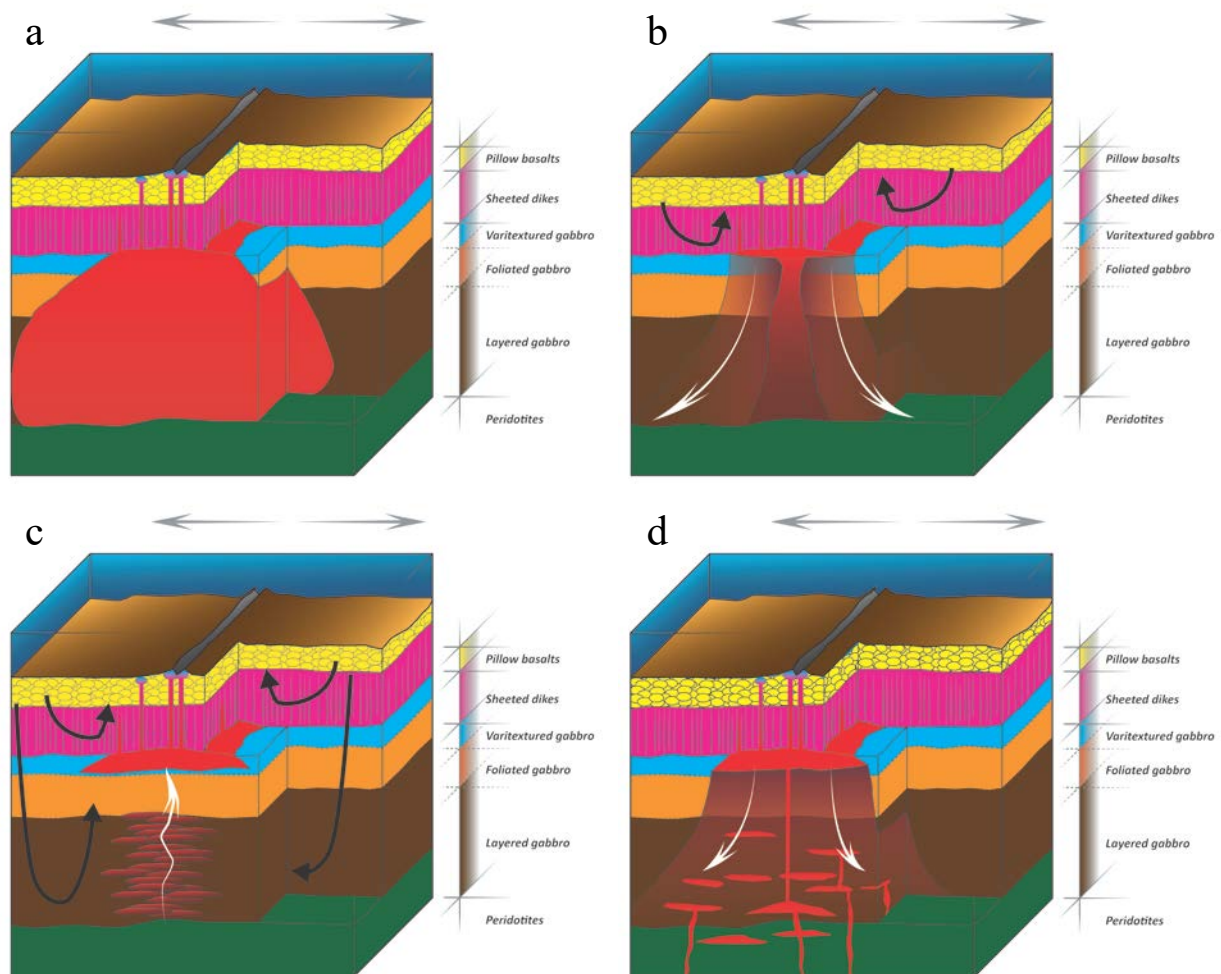 a
Pillow basalts
Sheeted dikes
Varitextured gabbro
Foliated gabbro
Layered gabbro
Peridotites
b
Pillow basalts
Sheeted dikes
Varitextured gabbro
Foliated gabbro
Layered gabbro
Peridotites
c
Pillow basalts
Sheeted dikes
Varitextured gabbro
Foliated gabbro
Layered gabbro
Peridotites
d
Pillow basalts
Sheeted dikes
Varitextured gabbro
Foliated gabbro
Layered gabbro
Peridotites